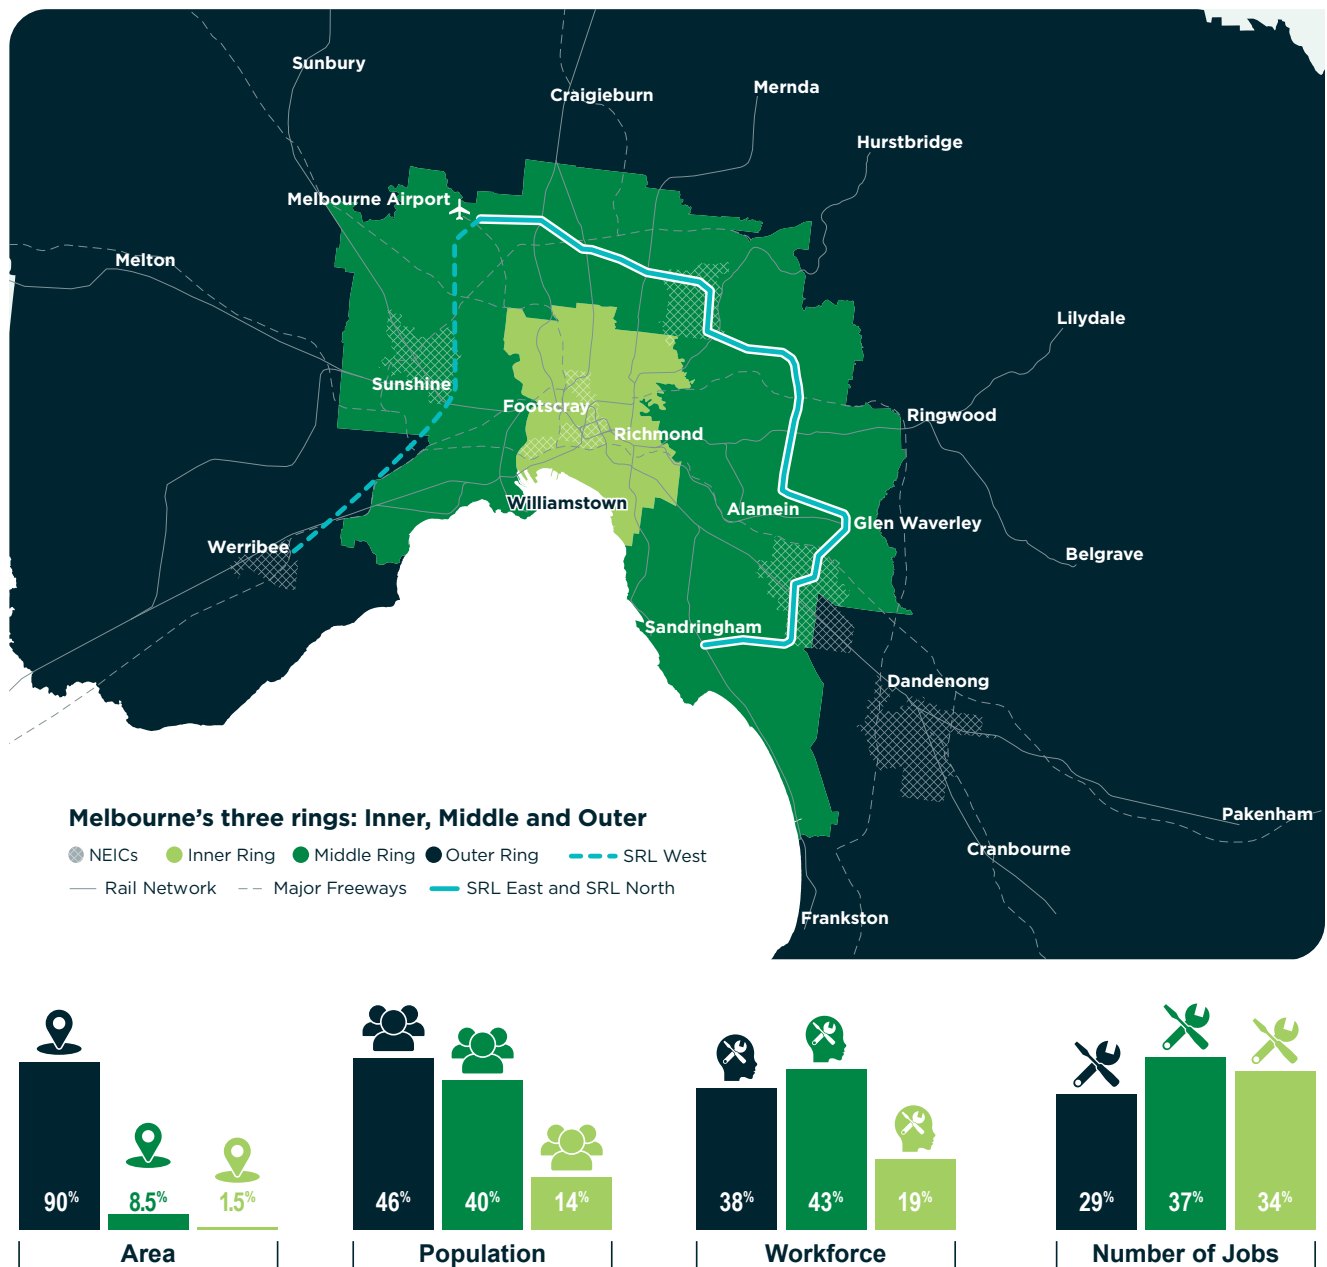 Sunbury
Craigieburn
Mernda
Hurstbridge
Melbourne Airport
Melton
Lilydale
Sunshine
Footscray
Ringwood
Richmond
Williamstown
Alamein
Glen Waverley
Werribee
Belgrave
Sandringham
Dandenong
Pakenham
Cranbourne
Frankston
Melbourne's three rings: Inner, Middle and Outer
NEICs Inner Ring Middle Ring Outer Ring SRL West
Rail Network Major Freeways SRL East and SRL North
90% 8.5% 1.5%
Area
46% 40% 14%
Population
38% 43% 19%
Workforce
29% 37% 34%
Number of Jobs